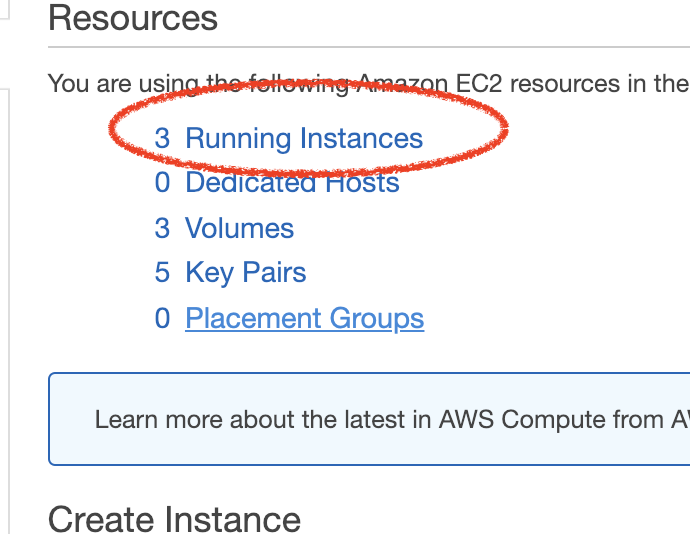 Resources
You are using the following Amazon EC2 resources in the
3 Running Instances
0 Dedicated Hosts
3 Volumes
5 Key Pairs
0 Placement Groups
Learn more about the latest in AWS Compute from AW
Create Instance